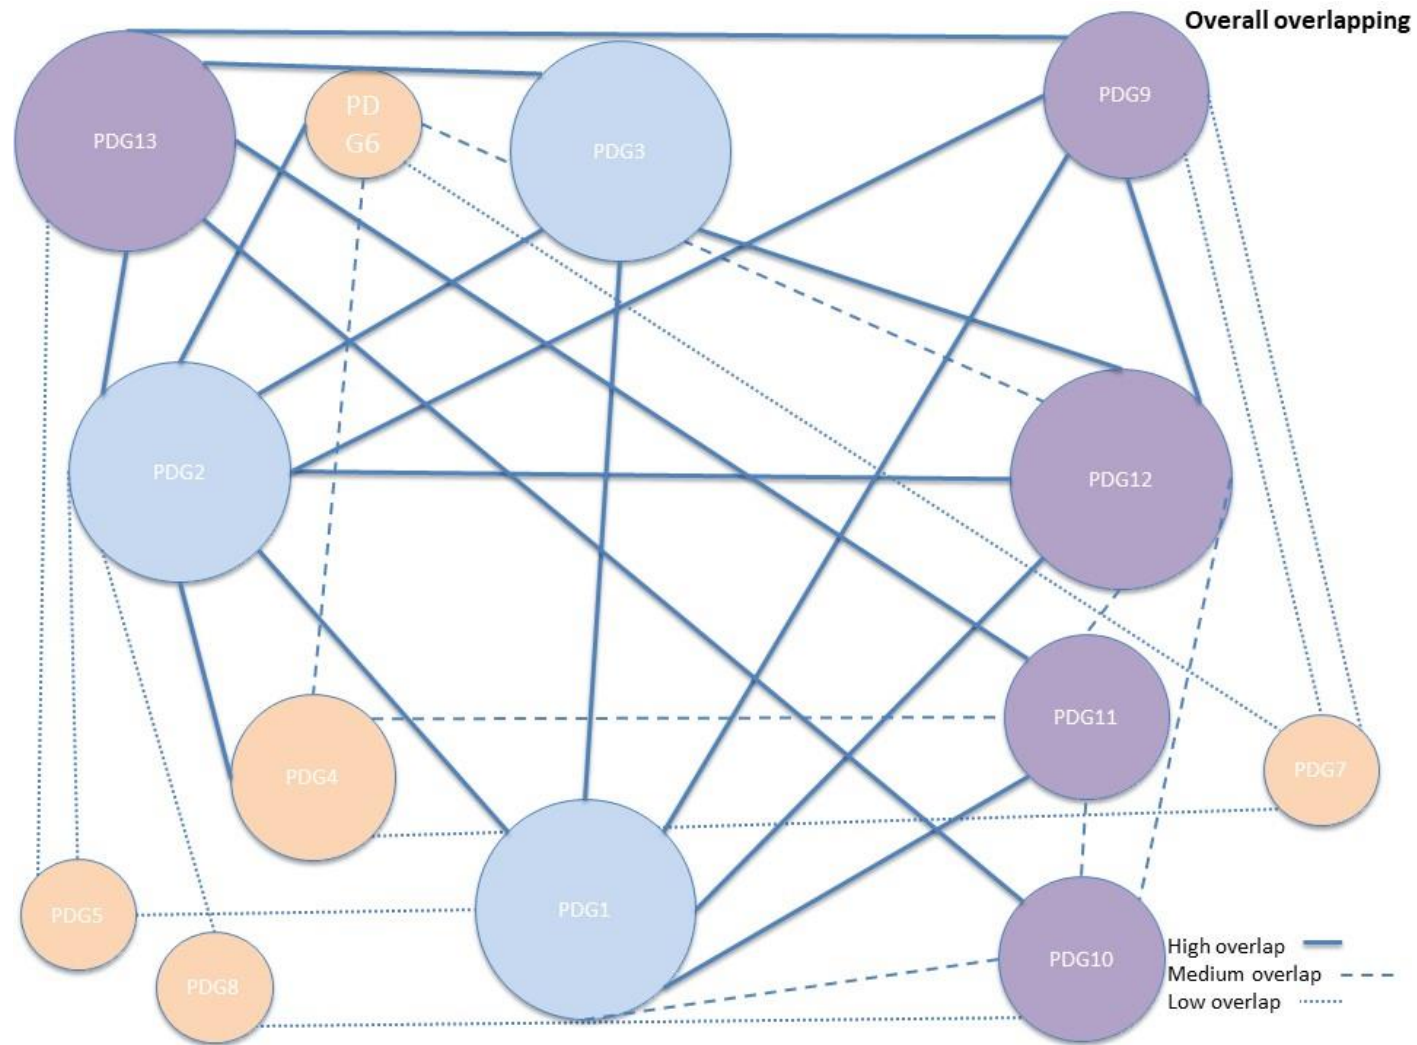 Overall overlapping
PDG9
PD
G6
PDG13
PDG3
PDG2
PDG12
PDG11
PDG4
PDG7
PDG1
PDG5
PDG8
PDG10
High overlap
Medium overlap
Low overlap